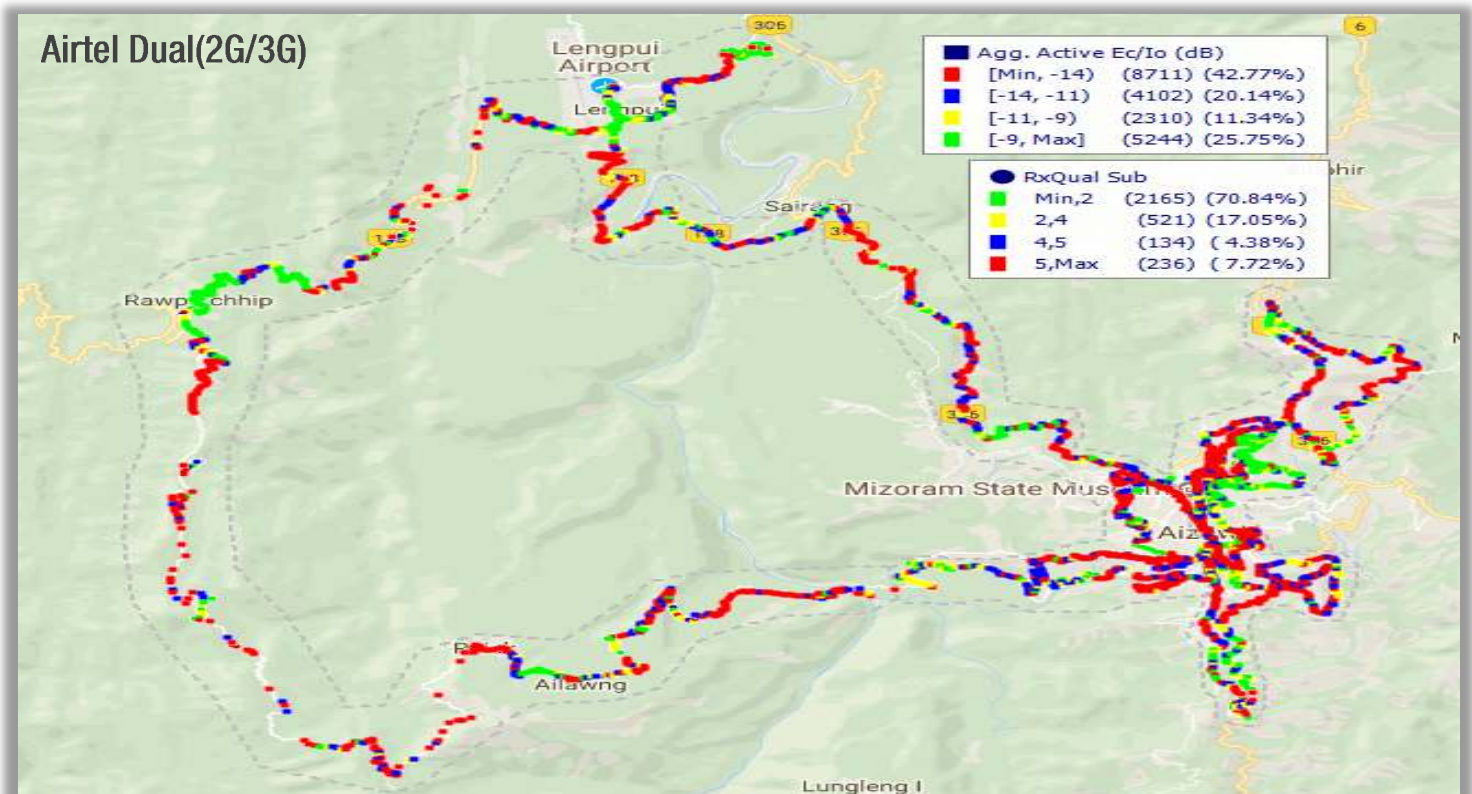 Airtel Dual(2G/3G)
305
6
Lengpui
Airport
Agg. Active Ec/Io (dB)
[Min, -14) (8711) (42.77%)
[-14, -11) (4102) (20.14%)
[-11, -9) (2310) (11.34%)
[-9, Max] (5244) (25.75%)
RxQual Sub
Min,2 (2165) (70.84%)
2,4 (521) (17.05%)
4,5 (134) ( 4.38%)
5,Max (236) ( 7.72%)
Mizoram State
Ailawng
Lungleng I